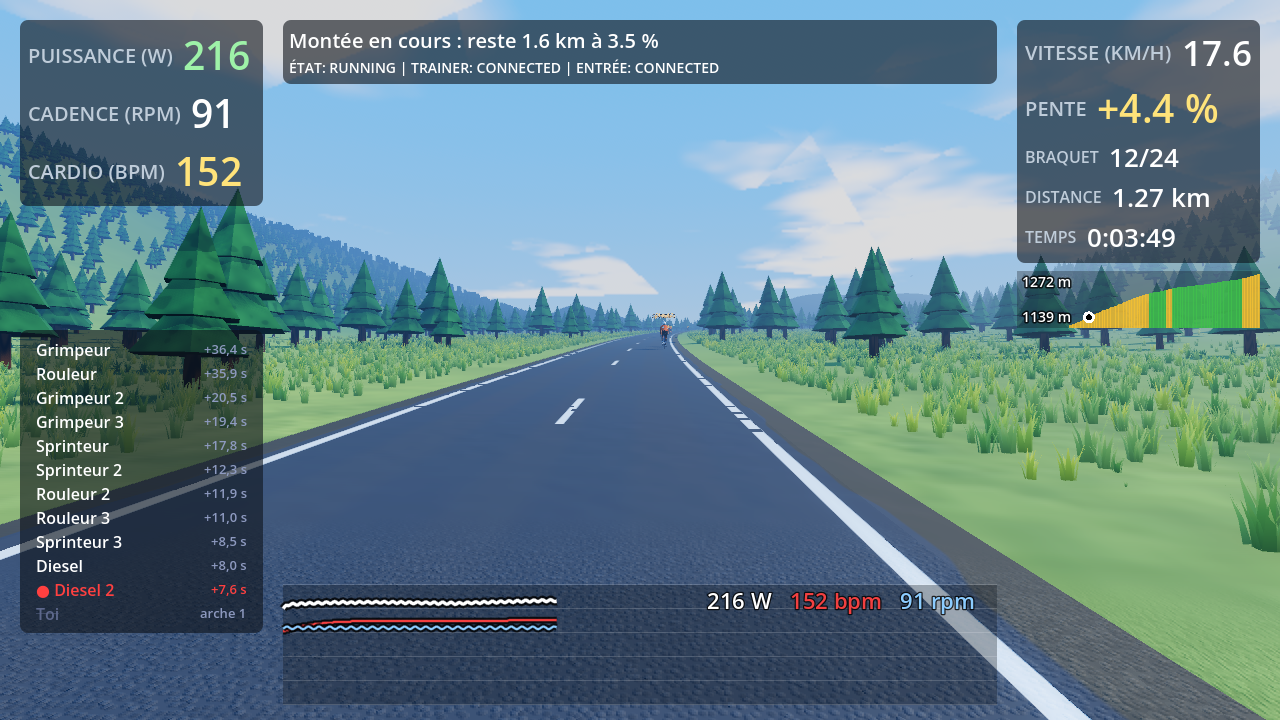 PUISSANCE (W) 216
CADENCE (RPM) 91
CARDIO (BPM) 152
Montée en cours : reste 1.6 km à 3.5 %
ÉTAT: RUNNING | TRAINER: CONNECTED | ENTRÉE: CONNECTED
VITESSE (KM/H) 17.6
PENTE +4.4 %
BRAQUET 12/24
DISTANCE 1.27 km
TEMPS 0:03:49
1272 m
1139 m
Grimpeur +36,4 s
Rouleur +35,9 s
Grimpeur 2 +20,5 s
Grimpeur 3 +19,4 s
Sprinteur +17,8 s
Sprinteur 2 +12,3 s
Rouleur 2 +11,9 s
Rouleur 3 +11,0 s
Sprinteur 3 +8,5 s
Diesel +8,0 s
Diesel 2 +7,6 s
Toi arche 1
216 W 152 bpm 91 rpm